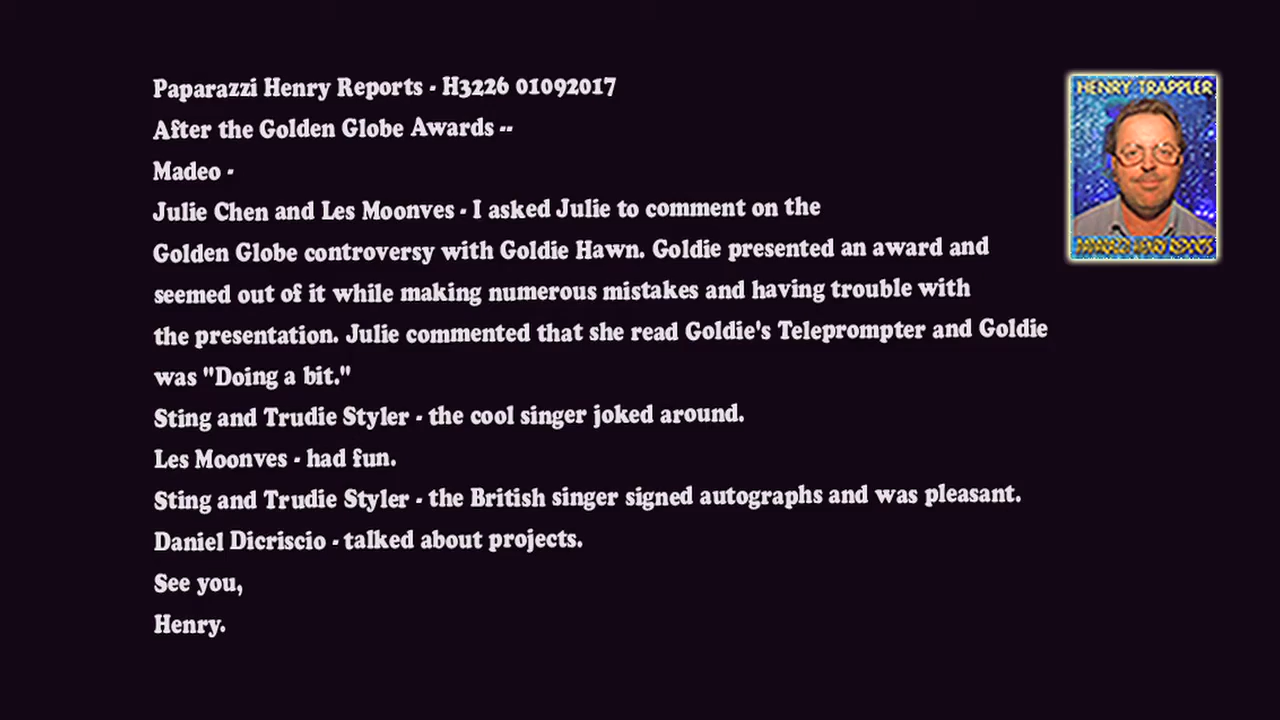 Paparazzi Henry Reports - H3226 01092017
After the Golden Globe Awards --
Madeo -
Julie Chen and Les Moonves - I asked Julie to comment on the
Golden Globe controversy with Goldie Hawn. Goldie presented an award and
seemed out of it while making numerous mistakes and having trouble with
the presentation. Julie commented that she read Goldie's Teleprompter and Goldie
was "Doing a bit."
Sting and Trudie Styler - the cool singer joked around.
Les Moonves - had fun.
Sting and Trudie Styler - the British singer signed autographs and was pleasant.
Daniel Dicriscio - talked about projects.
See you,
Henry.
HENRY TRAPPLER
PAPARAZZI HENRY REPORTS